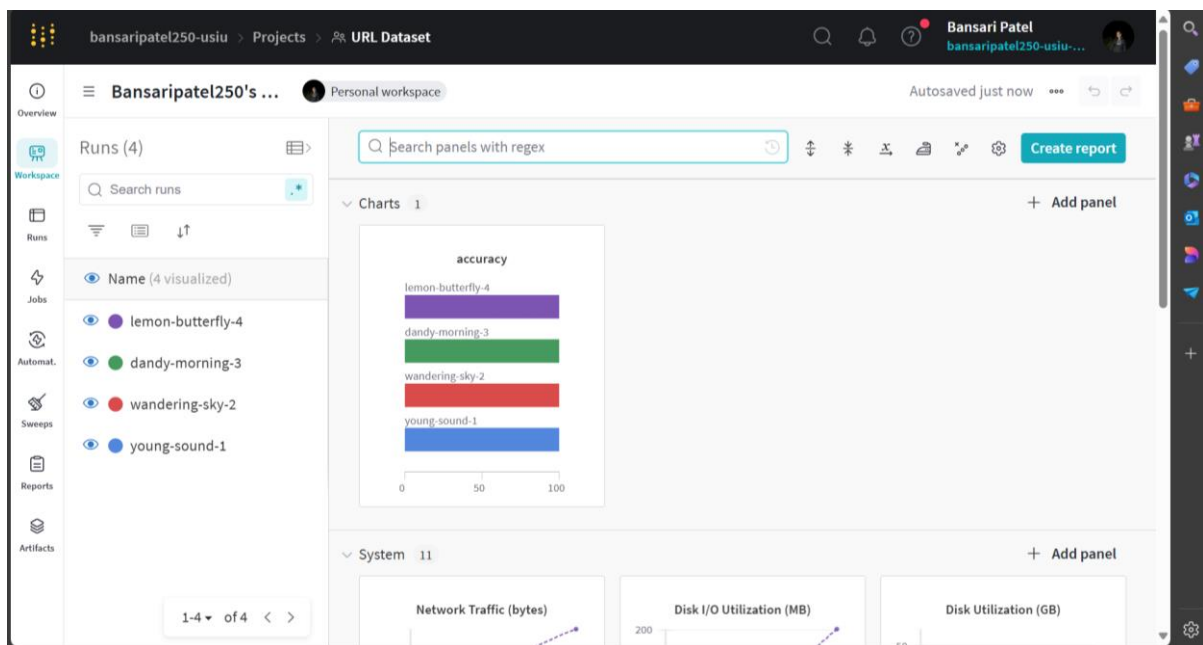 bansaripatel250-usiu > Projects > URL Dataset
Bansari Patel
bansaripatel250-usiu-...
Overview
Workspace
Runs
Jobs
Automat.
Sweeps
Reports
Artifacts
Bansaripatel250's ...
Personal workspace
Autosaved just now
Runs (4)
Search runs
.*
Name (4 visualized)
lemon-butterfly-4
dandy-morning-3
wandering-sky-2
young-sound-1
1-4 of 4 < >
Search panels with regex
Create report
Charts 1
+ Add panel
accuracy
lemon-butterfly-4
dandy-morning-3
wandering-sky-2
young-sound-1
0 50 100
System 11
+ Add panel
Network Traffic (bytes)
Disk I/O Utilization (MB)
200
Disk Utilization (GB)